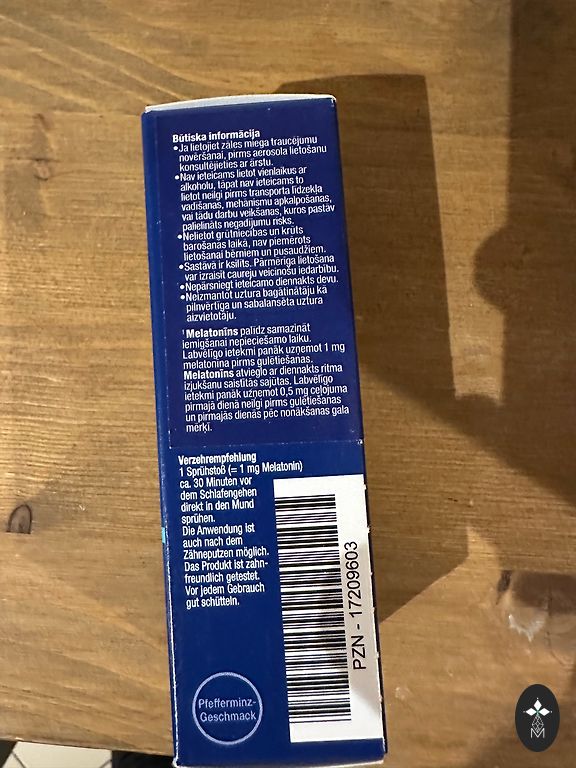 Būtiska informācija
•Ja lietojiet zāles miega traucējumu
novēršanai, pirms aerosola lietošanu
konsultējieties ar ārstu.
•Nav ieteicams lietot vienlaikus ar
alkoholu, tāpat nav ieteicams to
lietot neilgi pirms transporta līdzekļa
vadīšanas, mehānismu apkalpošanas,
vai tādu darbu veikšanas, kuros pastāv
palielināts negadījumu risks.
•Nelietot grūtniecības un krūts
barošanas laikā, nav piemērots
lietošanai bērniem un pusaudžiem.
•Sastāvā ir ksilīts. Pārmērīga lietošana
var izraisīt caureju veicinošu iedarbību.
•Nepārsniegt ieteicamo diennakts devu.
•Neizmantot uztura bagātinātāju kā
pilnvērtīga un sabalansēta uztura
aizvietotāju.
¹Melatonīns palīdz samazināt
iemigšanai nepieciešamo laiku.
Labvēlīgo ietekmi panāk uzņemot 1 mg
melatonīna pirms gulētiešanas.
Melatonīns atvieglo ar diennakts ritma
izjukšanu saistītās sajūtas. Labvēlīgo
ietekmi panāk uzņemot 0,5 mg ceļojuma
pirmajā dienā neilgi pirms gulētiešanas
un pirmajās dienās pēc nonākšanas gala
mērķī.
Verzehrempfehlung
1 Sprühstoß (= 1 mg Melatonin)
ca. 30 Minuten vor
dem Schlafengehen
direkt in den Mund
sprühen.
Die Anwendung ist
auch nach dem
Zähneputzen möglich.
Das Produkt ist zahn-
freundlich getestet.
Vor jedem Gebrauch
gut schütteln.
PZN - 17209603
Pfefferminz-
Geschmack
M